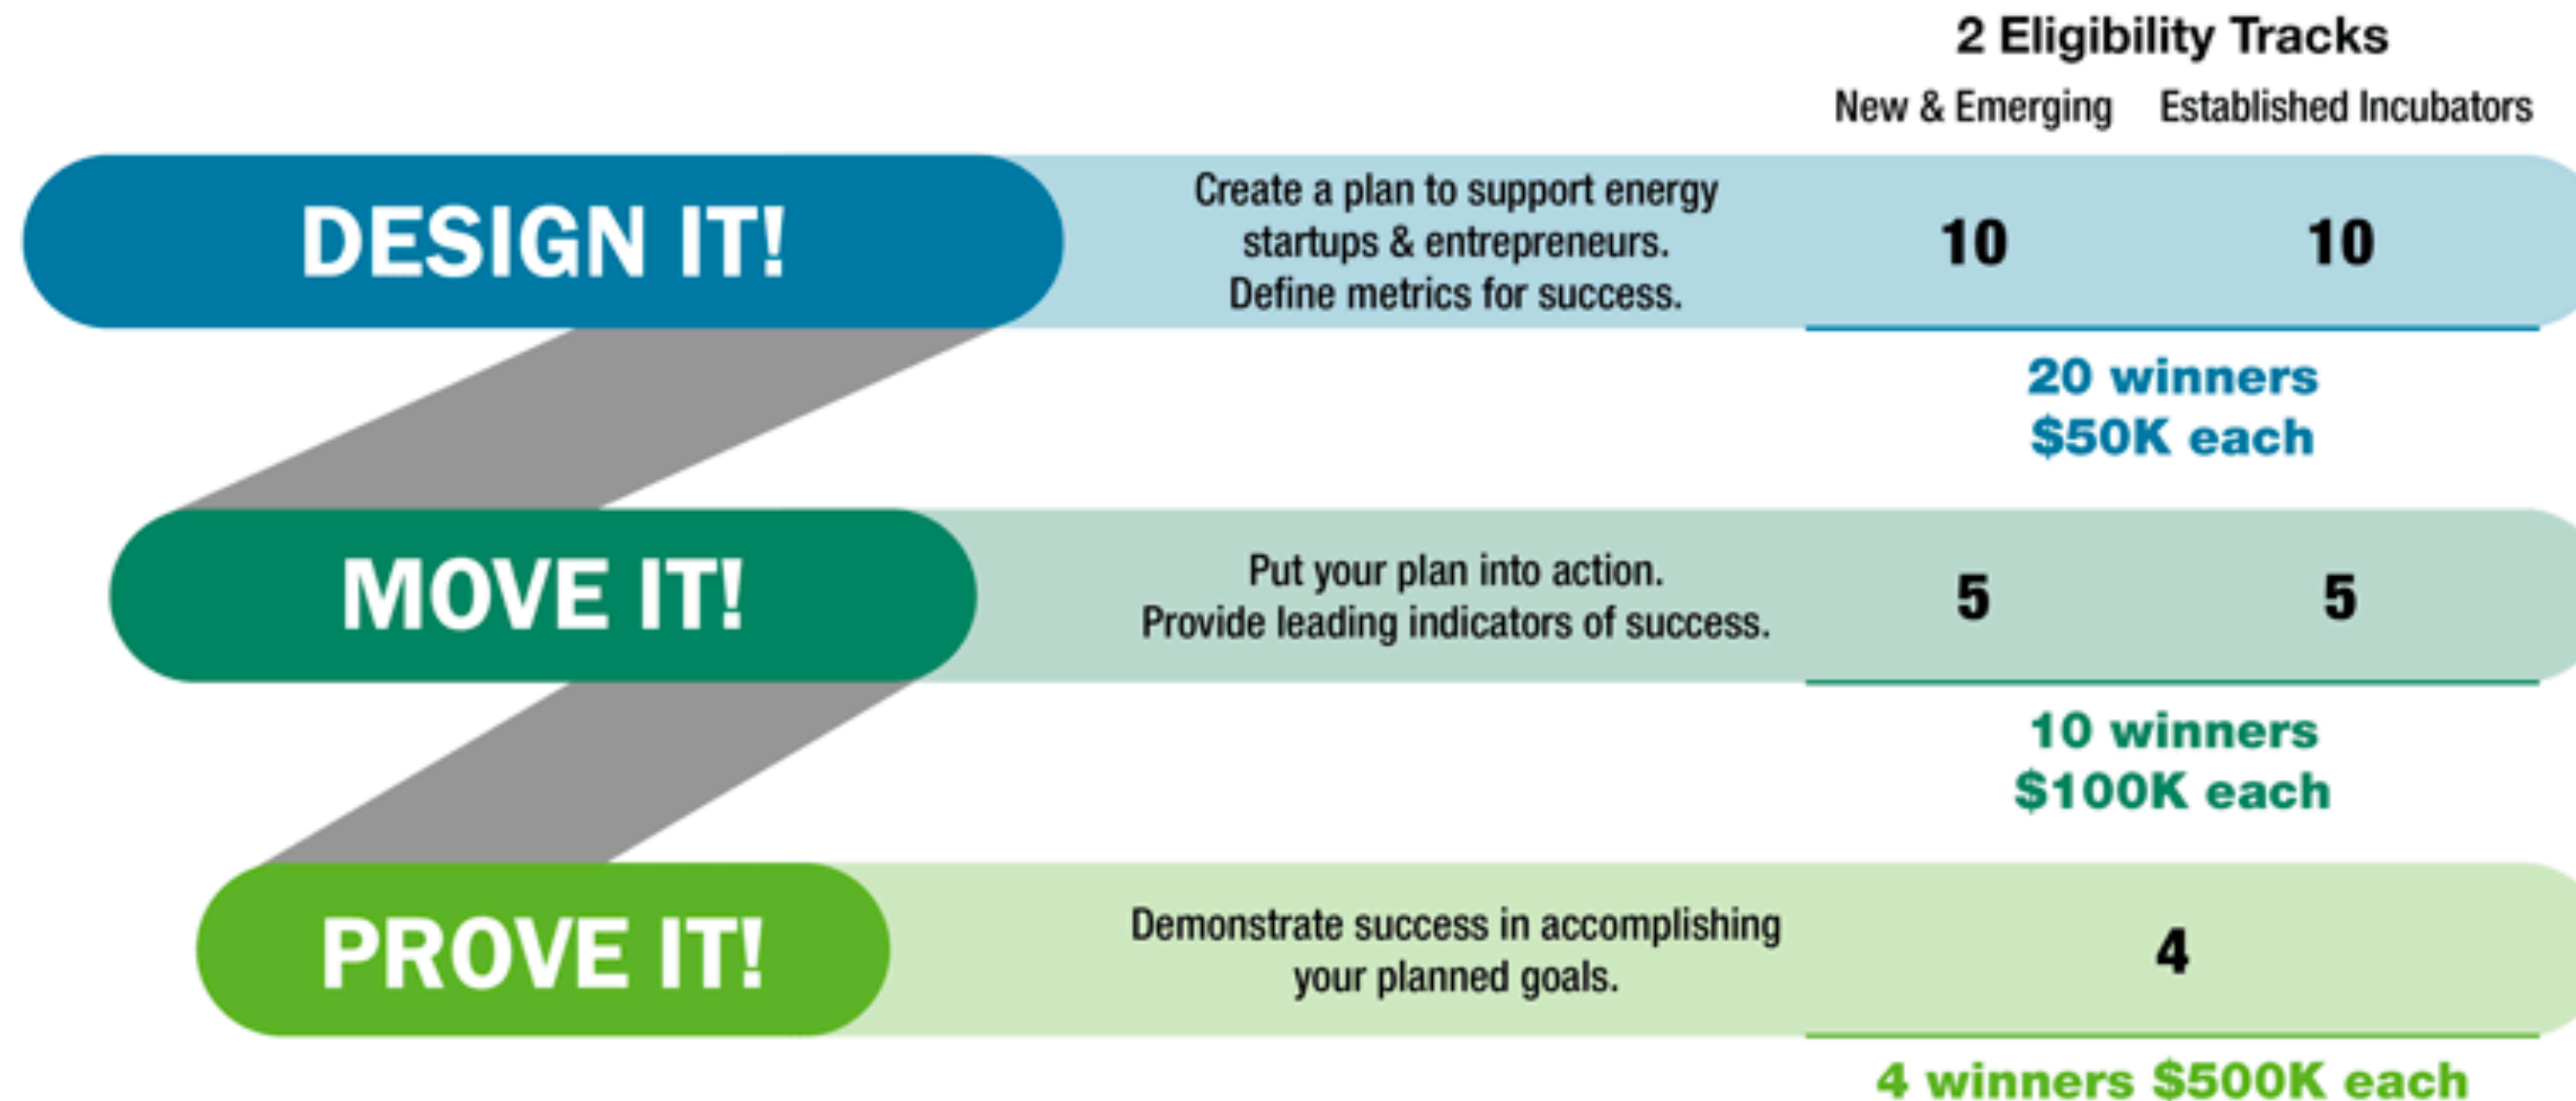 2 Eligibility Tracks
New & Emerging Established Incubators
DESIGN IT!
Create a plan to support energy
startups & entrepreneurs.
Define metrics for success.
10 10
20 winners
$50K each
MOVE IT!
Put your plan into action.
Provide leading indicators of success.
5 5
10 winners
$100K each
PROVE IT!
Demonstrate success in accomplishing
your planned goals.
4
4 winners $500K each